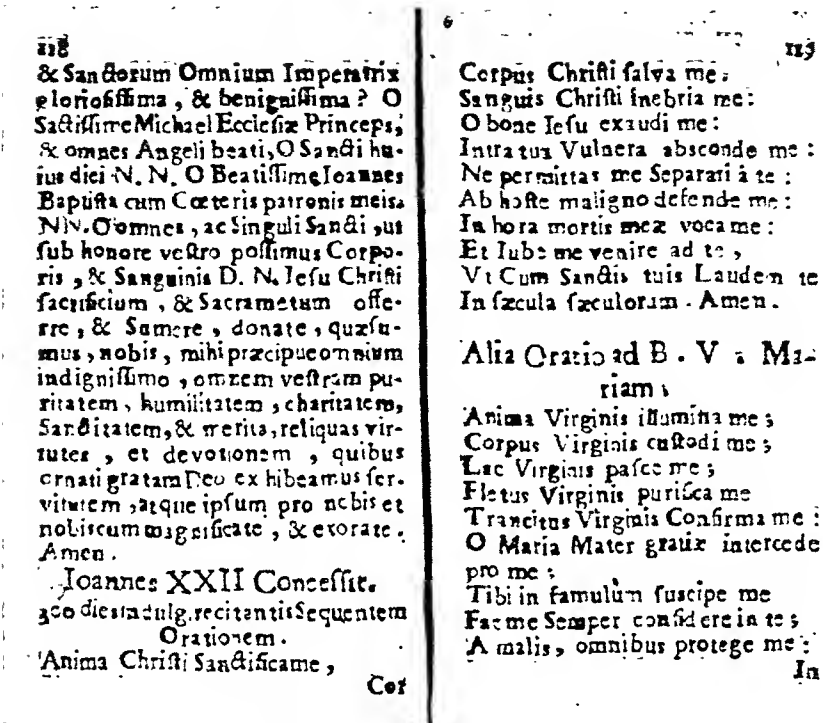 118
& Sanctorum Omnium Imperatrix
gloriosissima, & benignissima? O
Sāctissime Michael Ecclesiæ Princeps,
& omnes Angeli beati, O Sancti hu-
ius diei N. N. O Beatissime Ioannes
Baptista cum Cœteris patronis meis,
NN. O omnes, ac Singuli Sancti, ut
sub honore vestro possimus Corpo-
ris, & Sanguinis D. N. Iesu Christi
sacrificium, & Sacrametum offe-
rre, & Sumere, donate, quæsu-
mus, nobis, mihi præcipue omnium
indignissimo, omnem vestram pu-
ritatem, humilitatem, charitatem,
Sanctitatem, & merita, reliquas vir-
tutes, et devotionem, quibus
ornati gratam Deo exhibeamus ser-
vitutem, atque ipsum pro nobis et
nobiscum magnificate, & exorate.
Amen.
Joannes XXII Concessit.
300 dies indulg. recitantis Sequentem
Orationem.
Anima Christi Sanctifica me,
Cor
Corpus Christi salva me:
Sanguis Christi inebria me:
O bone Iesu exaudi me:
Intra tua Vulnera absconde me:
Ne permittas me Separari à te:
Ab hoste maligno defende me:
In hora mortis meæ voca me:
Et Iube me venire ad te,
Vt Cum Sanctis tuis Laudem te
In sæcula sæculorum. Amen.
Alia Oratio ad B. V. Ma-
riam.
Anima Virginis illumina me;
Corpus Virginis custodi me;
Lac Virginis pasce me;
Fletus Virginis purifica me
Trancitus Virginis Confirma me:
O Maria Mater gratiæ intercede
pro me:
Tibi in famulum suscipe me
Fac me Semper confidere in te;
A malis, omnibus protege me:
In